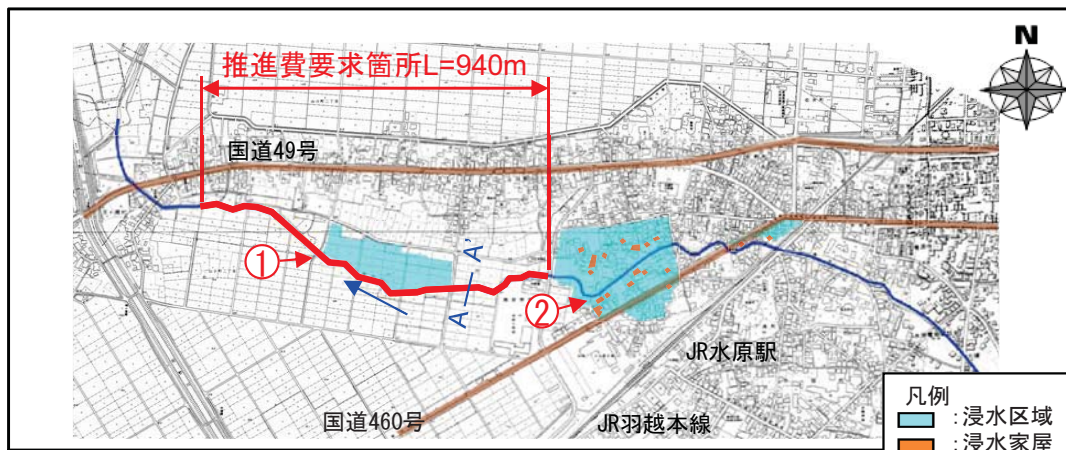 推進費要求箇所L=940m
N
国道49号
①
A
A'
②
JR水原駅
国道460号
JR羽越本線
凡例
:浸水区域
:浸水家屋